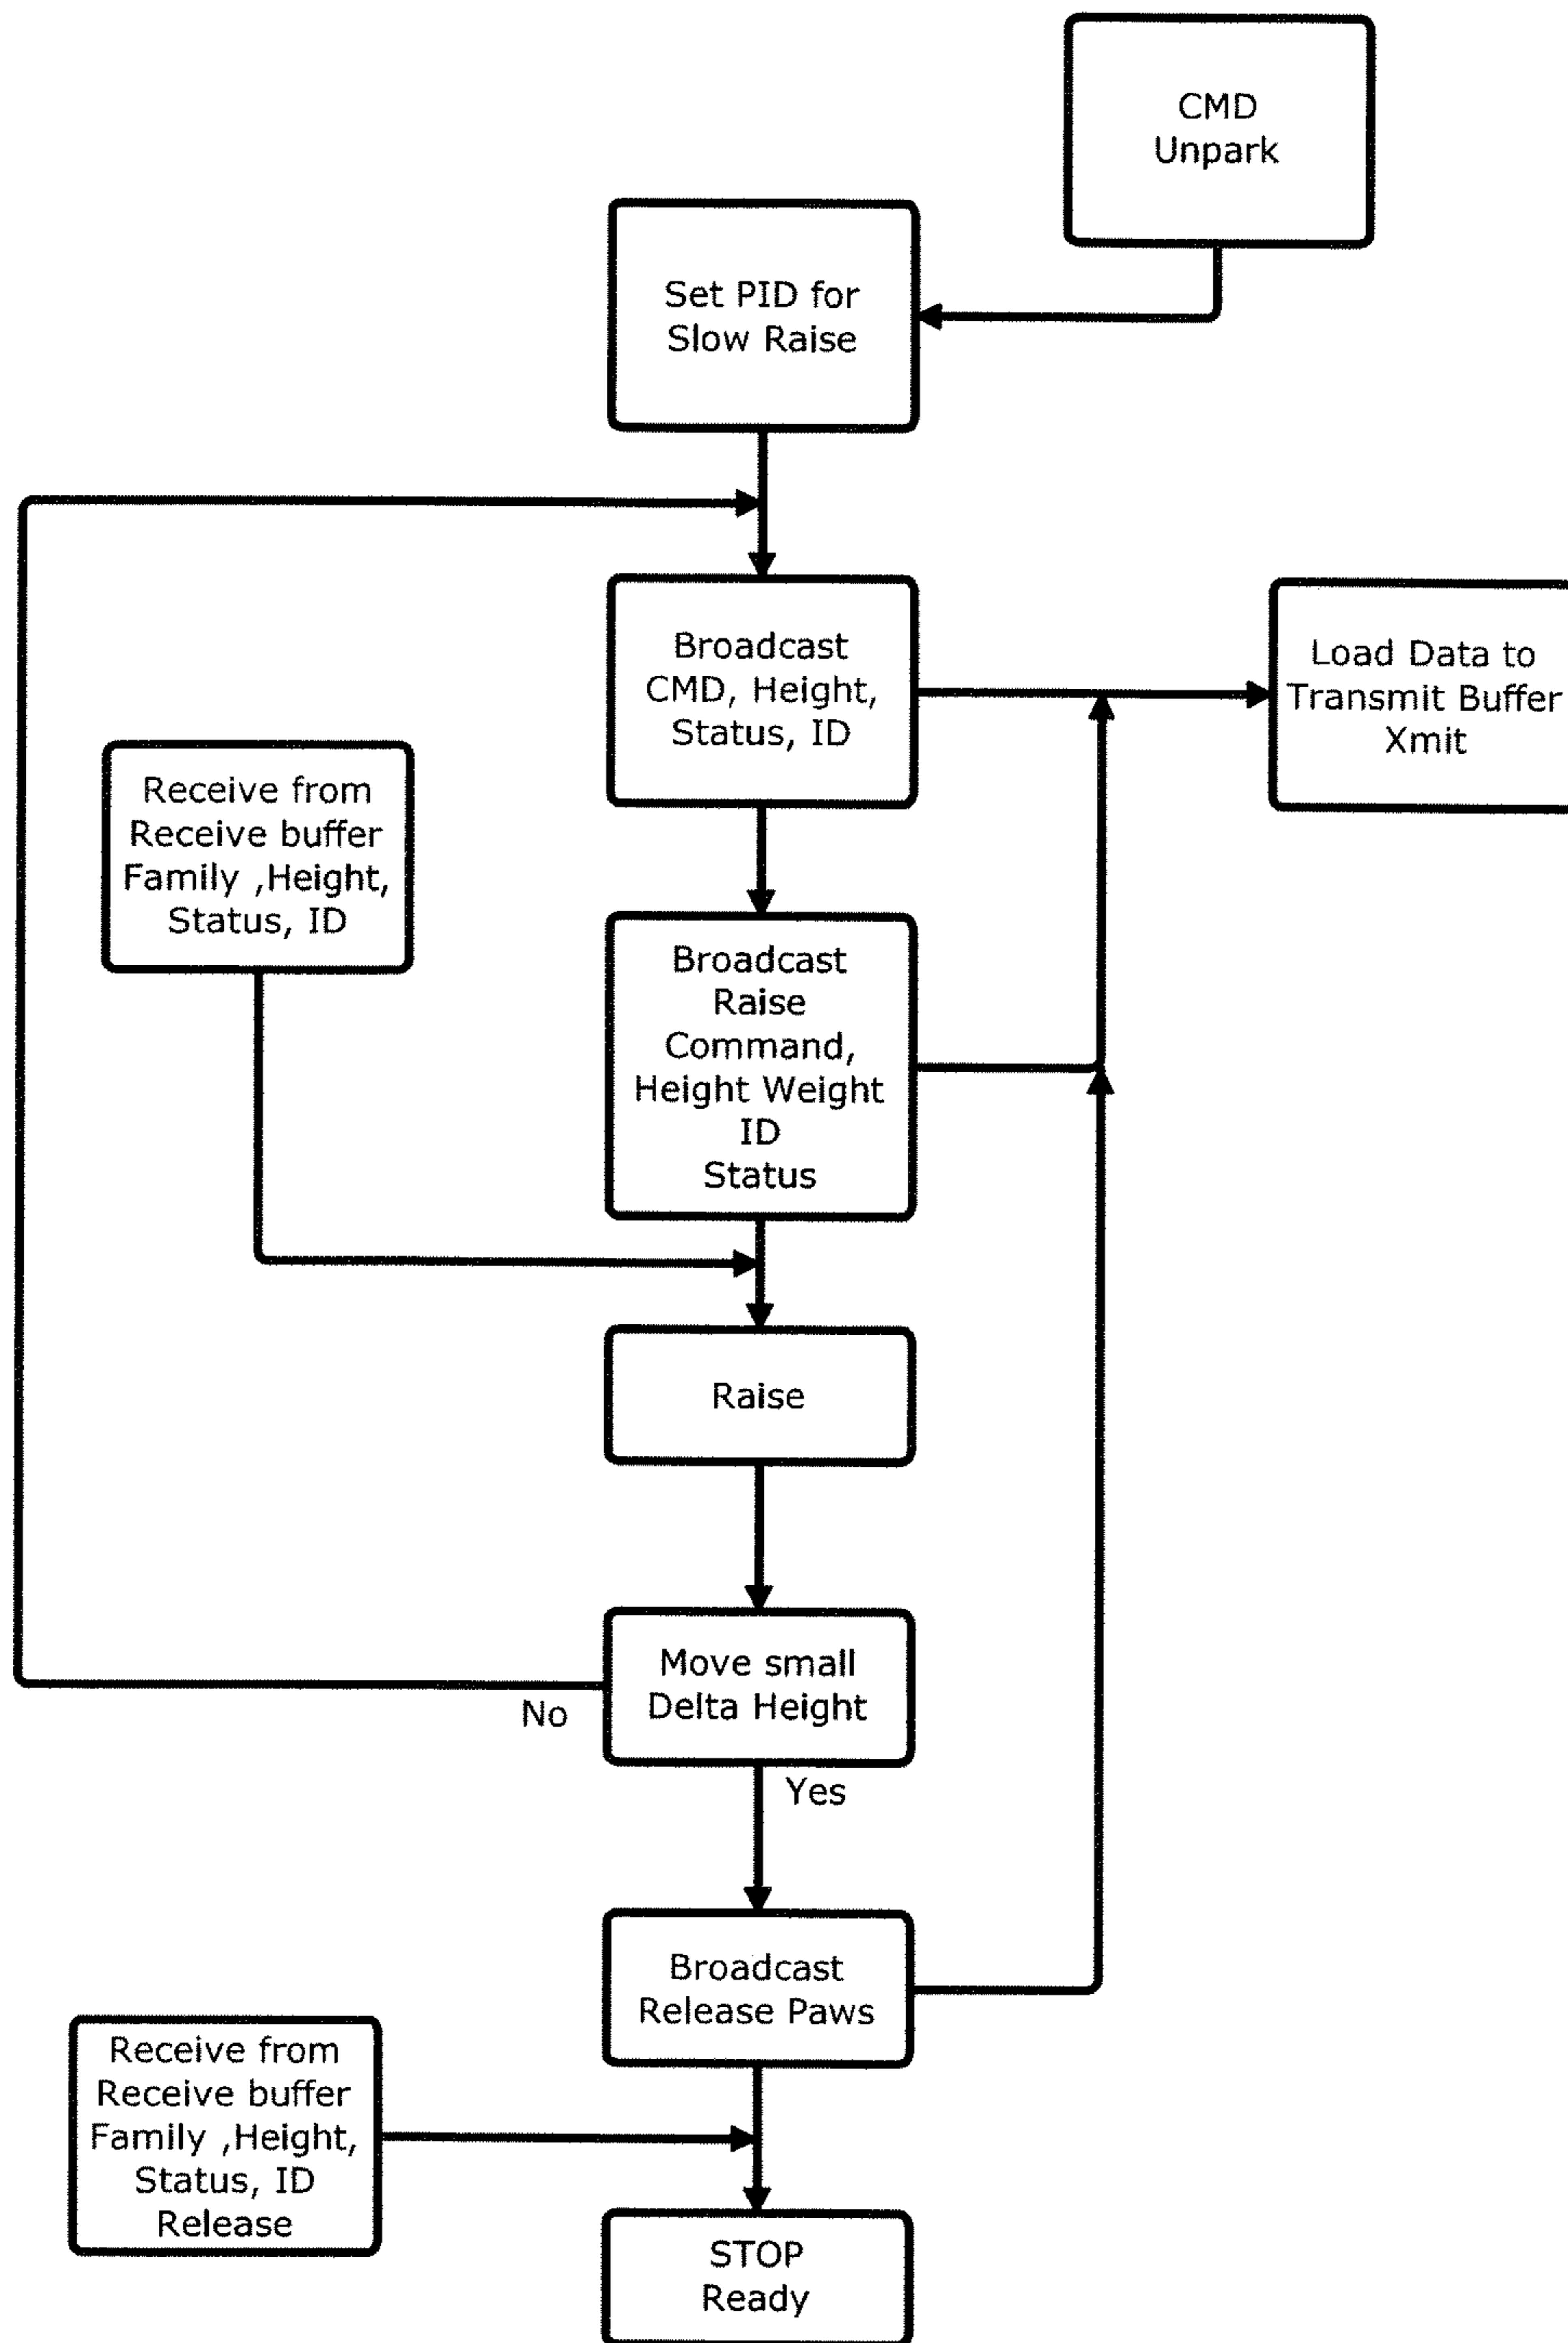 CMD
Unpark
Set PID for
Slow Raise
Broadcast
CMD, Height,
Status, ID
Load Data to
Transmit Buffer
Xmit
Receive from
Receive buffer
Family ,Height,
Status, ID
Broadcast
Raise
Command,
Height Weight
ID
Status
Raise
Move small
Delta Height
No
Yes
Broadcast
Release Paws
Receive from
Receive buffer
Family ,Height,
Status, ID
Release
STOP
Ready